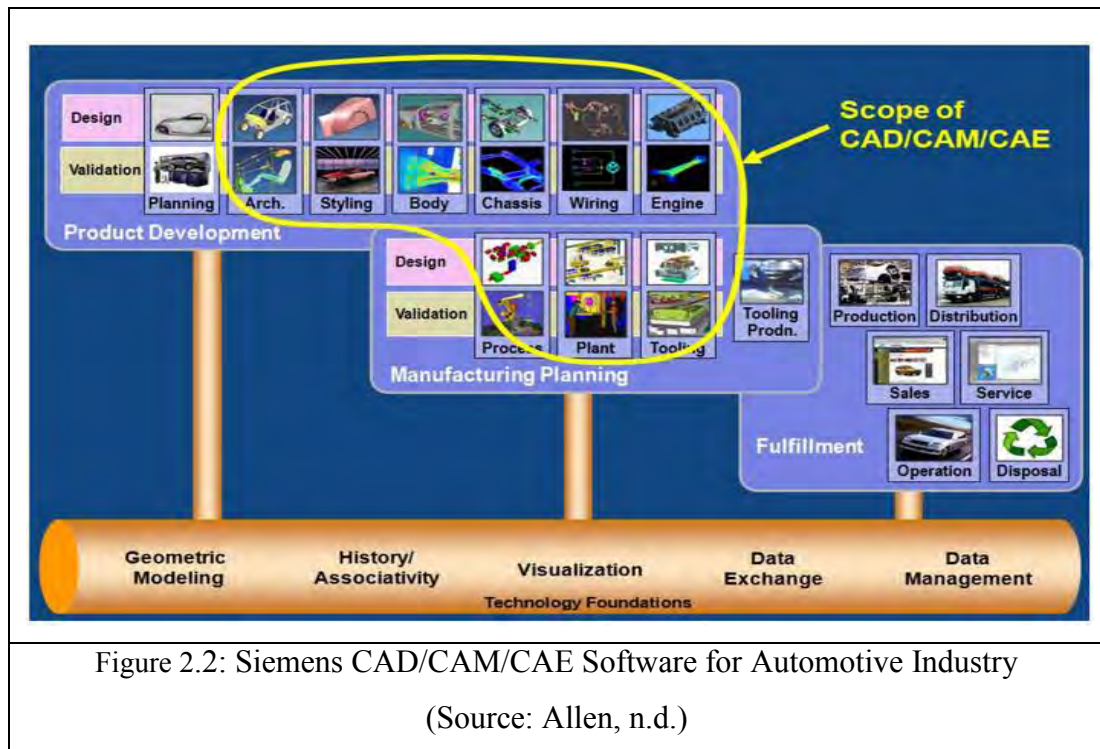 Scope of
CAD/CAM/CAE
Design
Validation
Planning Arch. Styling Body Chassis Wiring Engine
Product Development
Design
Validation
Process Plant Tooling
Tooling
Prodn.
Manufacturing Planning
Production Distribution
Sales Service
Fulfillment
Operation Disposal
Geometric
Modeling
History/
Associativity
Visualization
Data
Exchange
Data
Management
Technology Foundations
Figure 2.2: Siemens CAD/CAM/CAE Software for Automotive Industry
(Source: Allen, n.d.)